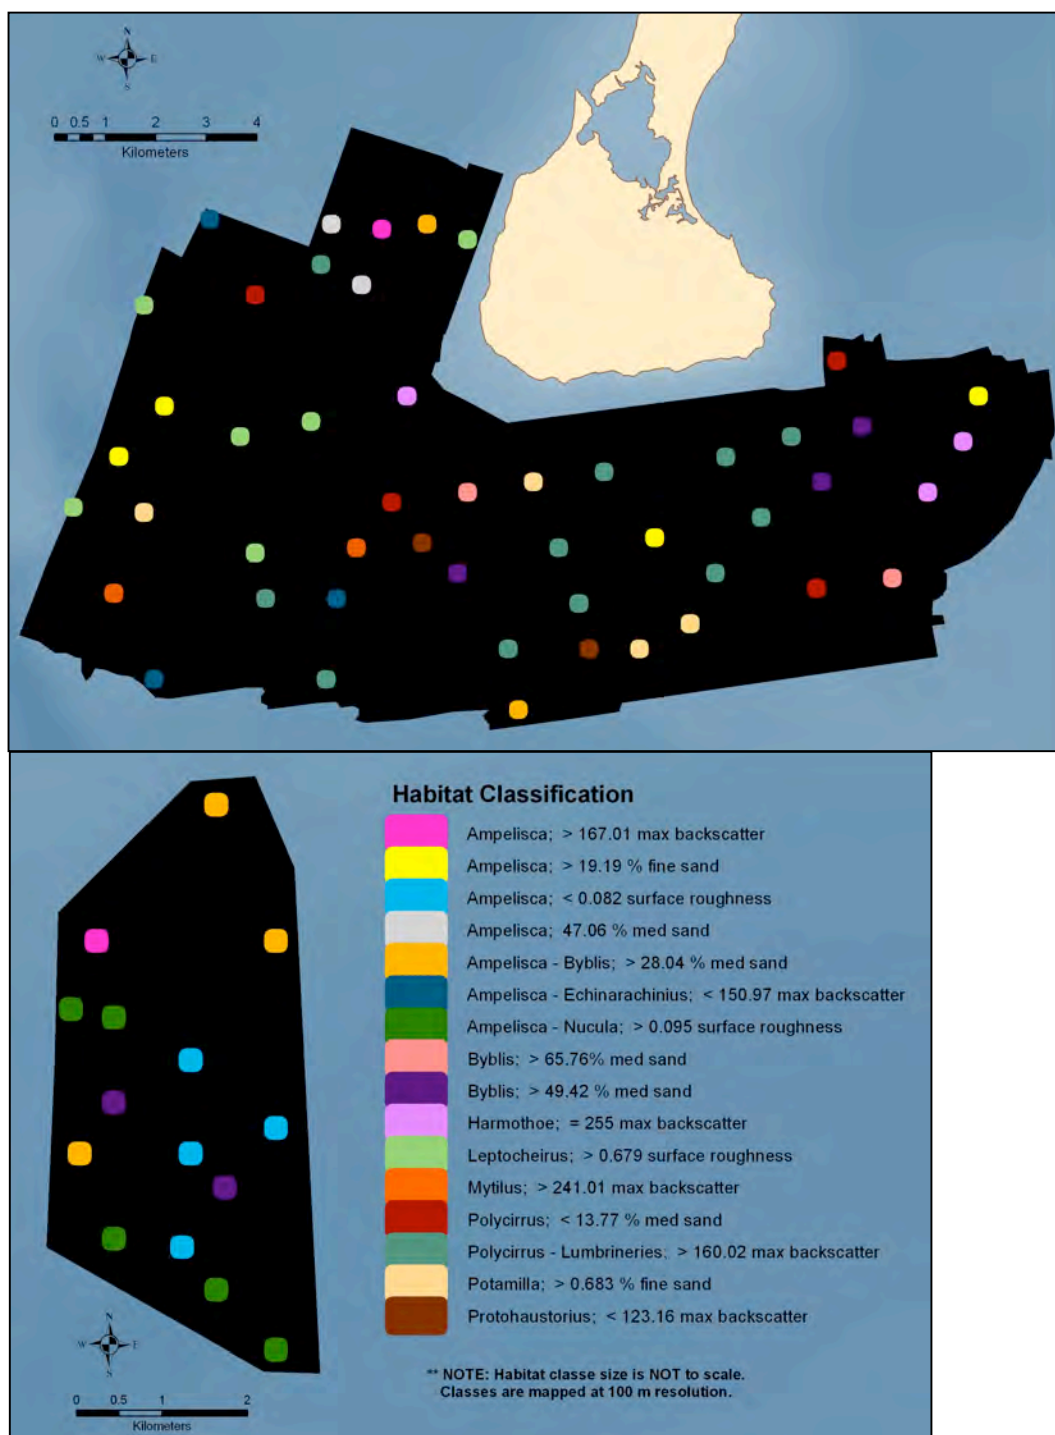 N
W E
S
0 0.5 1 2 3 4
Kilometers
Habitat Classification
Ampelisca; > 167.01 max backscatter
Ampelisca; > 19.19 % fine sand
Ampelisca; < 0.082 surface roughness
Ampelisca; 47.06 % med sand
Ampelisca - Byblis; > 28.04 % med sand
Ampelisca - Echinarachinius; < 150.97 max backscatter
Ampelisca - Nucula; > 0.095 surface roughness
Byblis; > 65.76% med sand
Byblis; > 49.42 % med sand
Harmothoe; = 255 max backscatter
Leptocheirus; > 0.679 surface roughness
Mytilus; > 241.01 max backscatter
Polycirrus; < 13.77 % med sand
Polycirrus - Lumbrineries; > 160.02 max backscatter
Potamilla; > 0.683 % fine sand
Protohaustorius; < 123.16 max backscatter
** NOTE: Habitat classe size is NOT to scale.
Classes are mapped at 100 m resolution.
N
W E
S
0 0.5 1 2
Kilometers